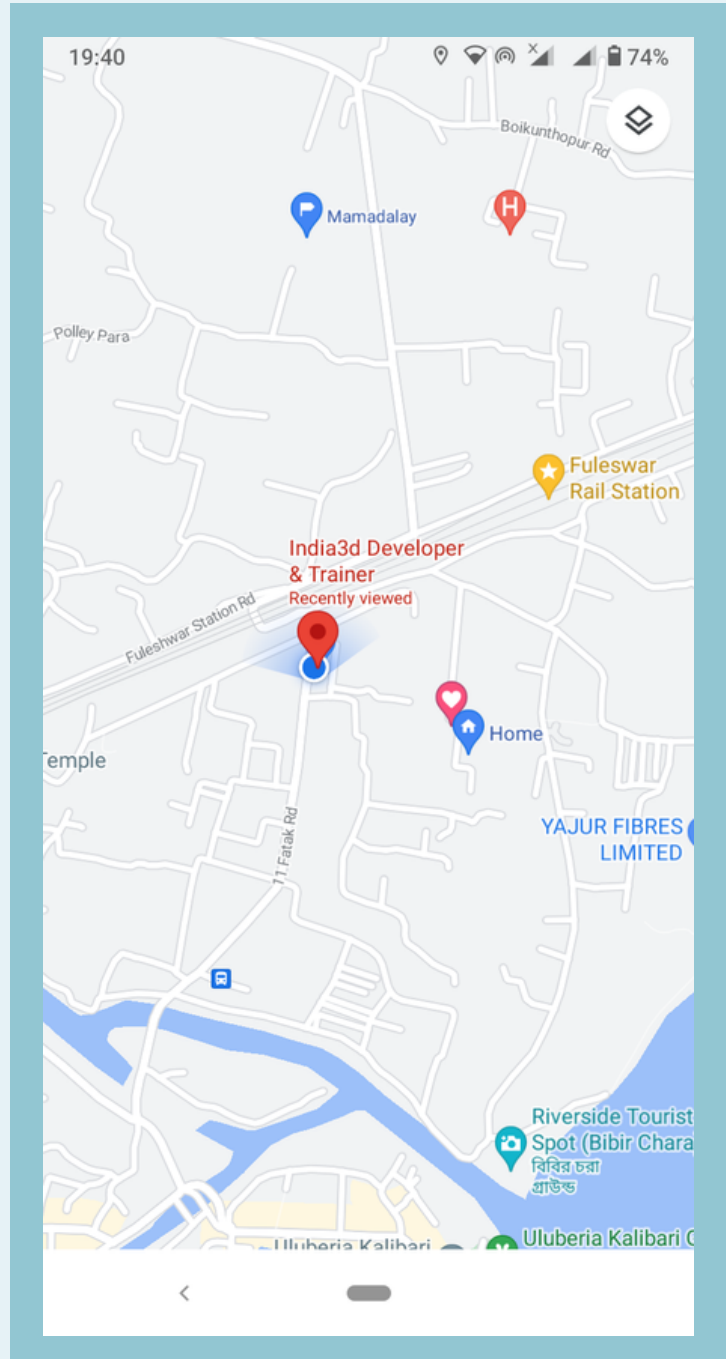 19:40
74%
Boikunthopur Rd
Mamadalay
H
Polley Para
Fuleswar
Rail Station
India3d Developer
& Trainer
Recently viewed
Fuleshwar Station Rd
Home
Temple
YAJUR FIBRES
LIMITED
11 Fatak Rd
Riverside Tourist
Spot (Bibir Chara
বিবির চরা
গ্রাউন্ড
Uluberia Kalibari
Uluberia Kalibari